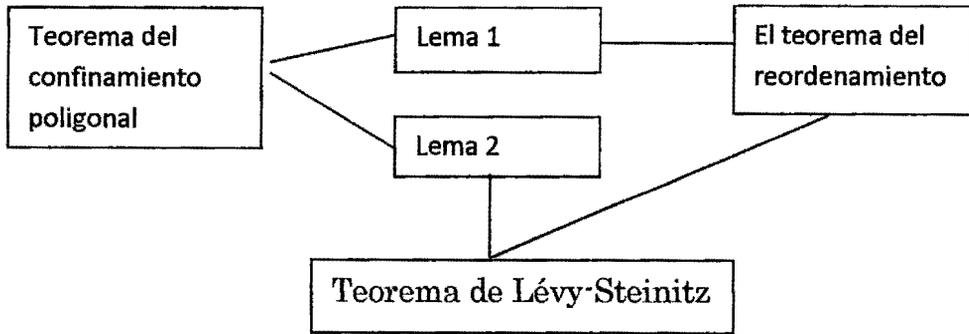 Teorema del
confinamiento
poligonal
Lema 1
Lema 2
El teorema del
reordenamiento
Teorema de Lévy-Steinitz